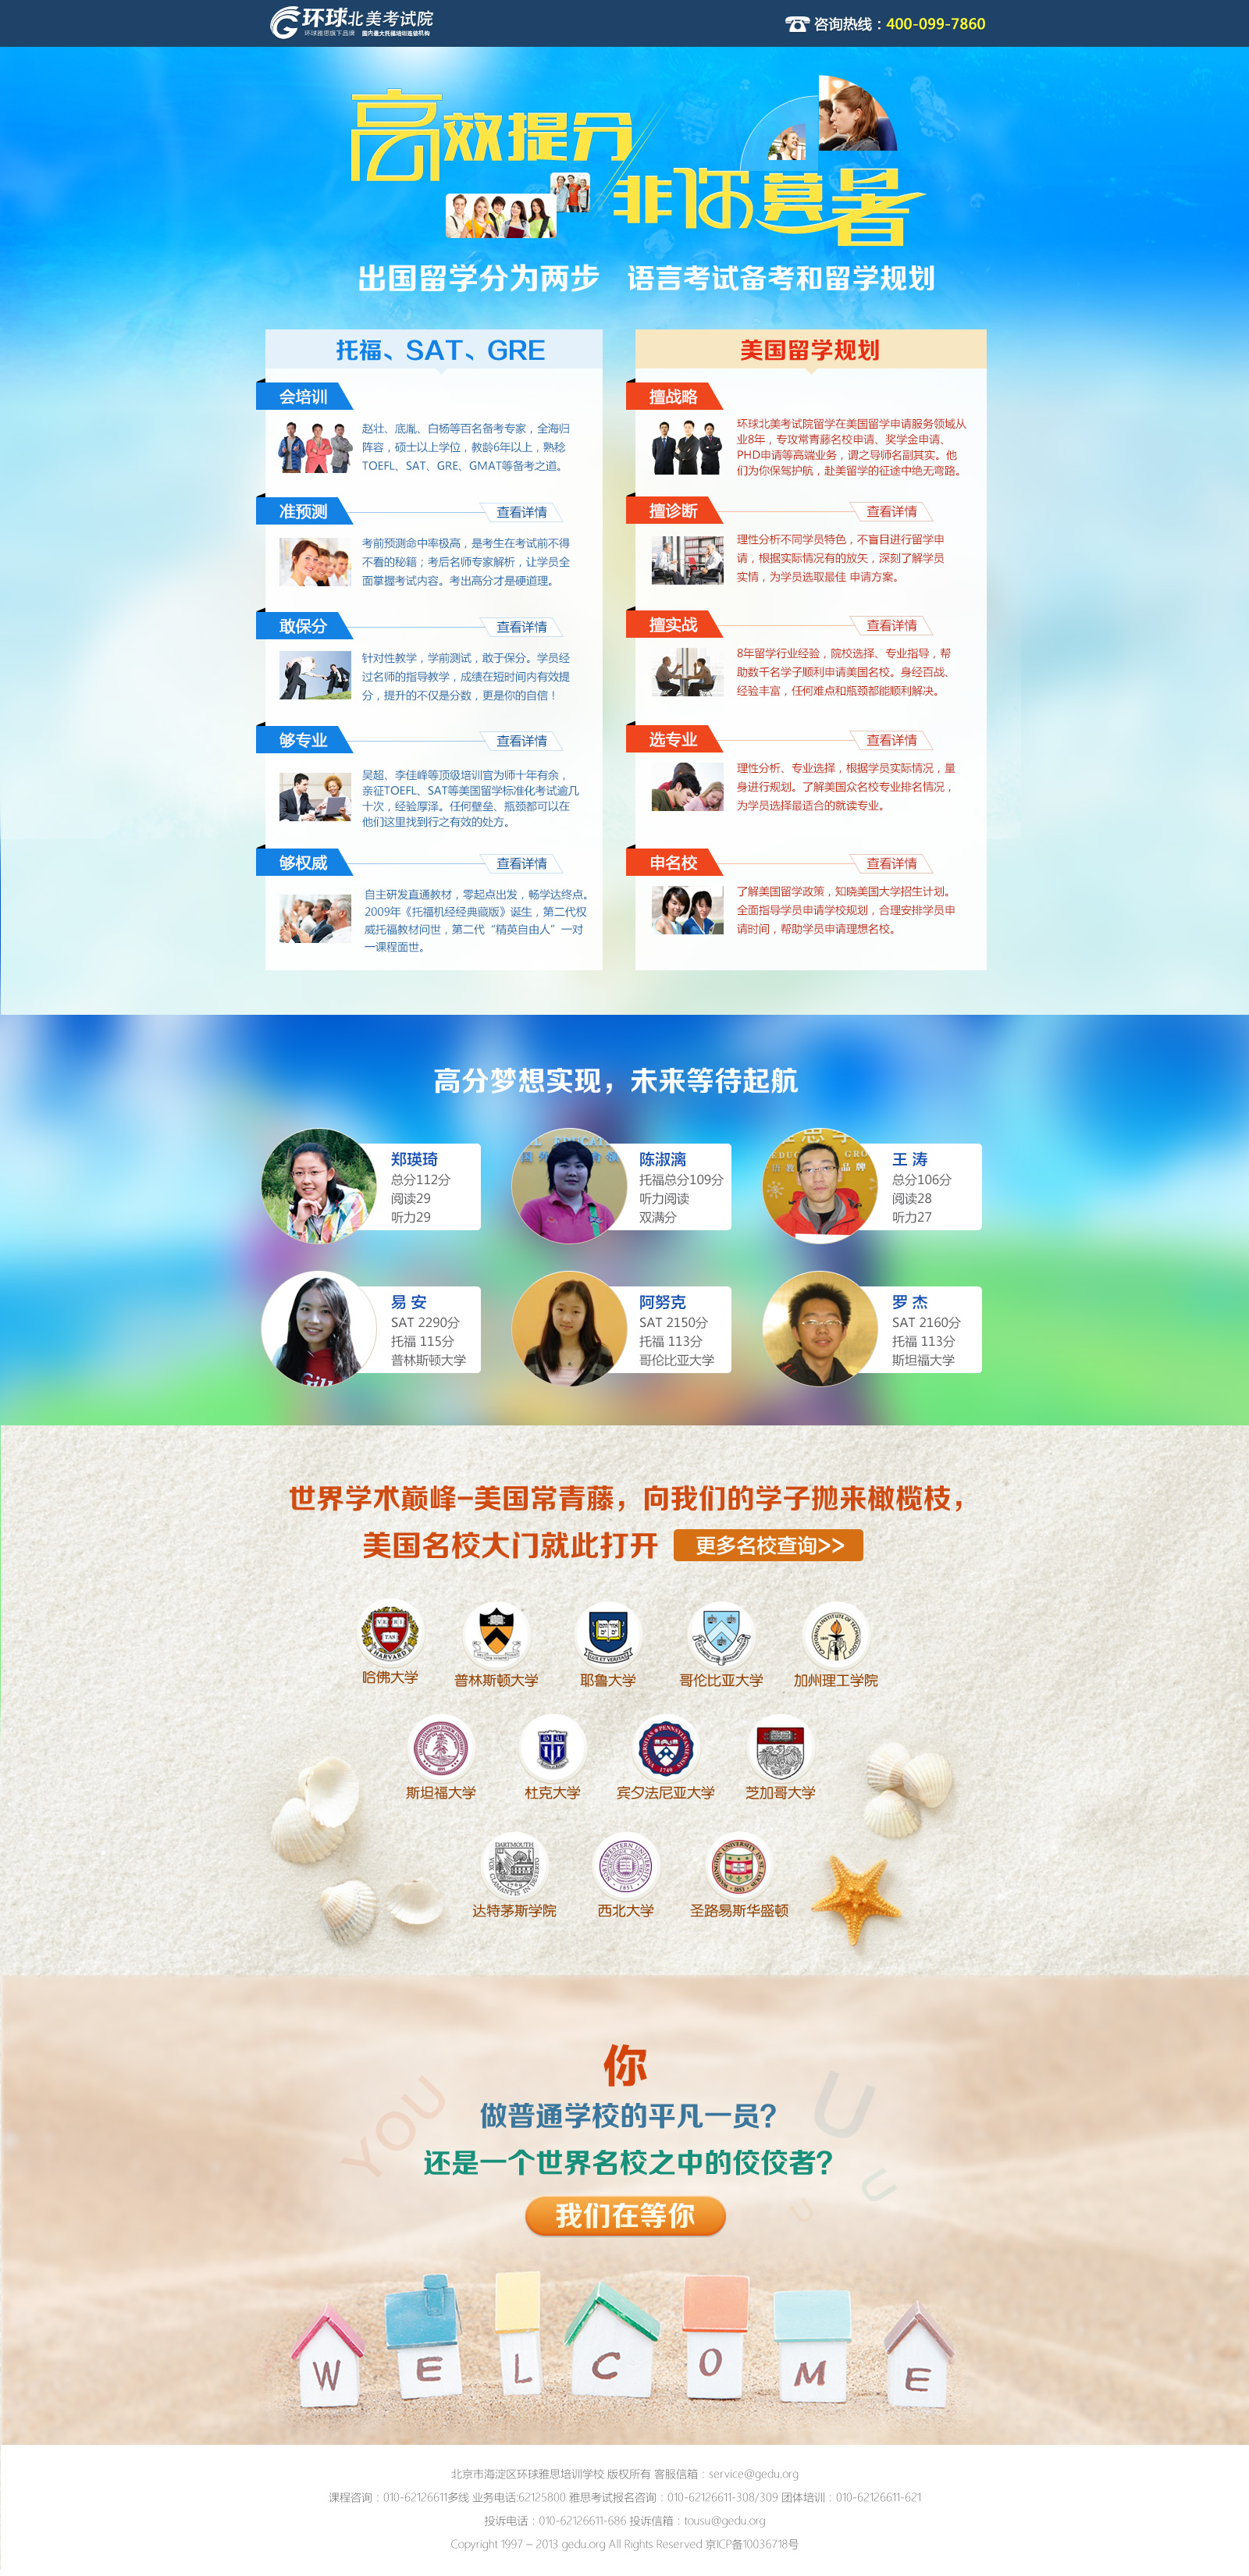 环球北美考试院
环球雅思旗下品牌 国内最大托福培训连锁机构
咨询热线：400-099-7860
高效提分
非你莫署
出国留学分为两步 语言考试备考和留学规划
托福、SAT、GRE
会培训
赵壮、底胤、白杨等百名备考专家，全海归
阵容，硕士以上学位，教龄6年以上，熟稔
TOEFL、SAT、GRE、GMAT等备考之道。
准预测
查看详情
考前预测命中率极高，是考生在考试前不得
不看的秘籍；考后名师专家解析，让学员全
面掌握考试内容。考出高分才是硬道理。
敢保分
查看详情
针对性教学，学前测试，敢于保分。学员经
过名师的指导教学，成绩在短时间内有效提
分，提升的不仅是分数，更是你的自信！
够专业
查看详情
吴超、李佳峰等顶级培训官为师十年有余，
亲征TOEFL、SAT等美国留学标准化考试逾几
十次，经验厚泽。任何壁垒、瓶颈都可以在
他们这里找到行之有效的处方。
够权威
查看详情
自主研发直通教材，零起点出发，畅学达终点。
2009年《托福机经经典藏版》诞生，第二代权
威托福教材问世，第二代“精英自由人”一对
一课程面世。
美国留学规划
擅战略
环球北美考试院留学在美国留学申请服务领域从
业8年，专攻常青藤名校申请、奖学金申请、
PHD申请等高端业务，谓之导师名副其实。他
们为你保驾护航，赴美留学的征途中绝无弯路。
擅诊断
查看详情
理性分析不同学员特色，不盲目进行留学申
请，根据实际情况有的放矢，深刻了解学员
实情，为学员选取最佳 申请方案。
擅实战
查看详情
8年留学行业经验，院校选择、专业指导，帮
助数千名学子顺利申请美国名校。身经百战、
经验丰富，任何难点和瓶颈都能顺利解决。
选专业
查看详情
理性分析、专业选择，根据学员实际情况，量
身进行规划。了解美国众名校专业排名情况，
为学员选择最适合的就读专业。
申名校
查看详情
了解美国留学政策，知晓美国大学招生计划。
全面指导学员申请学校规划，合理安排学员申
请时间，帮助学员申请理想名校。
高分梦想实现，未来等待起航
郑瑛琦
总分112分
阅读29
听力29
陈淑漓
托福总分109分
听力阅读
双满分
王 涛
总分106分
阅读28
听力27
易 安
SAT 2290分
托福 115分
普林斯顿大学
阿努克
SAT 2150分
托福 113分
哥伦比亚大学
罗 杰
SAT 2160分
托福 113分
斯坦福大学
世界学术巅峰-美国常青藤，向我们的学子抛来橄榄枝，
美国名校大门就此打开 更多名校查询>>
哈佛大学
普林斯顿大学
耶鲁大学
哥伦比亚大学
加州理工学院
斯坦福大学
杜克大学
宾夕法尼亚大学
芝加哥大学
达特茅斯学院
西北大学
圣路易斯华盛顿
你
YOU
U
做普通学校的平凡一员?
还是一个世界名校之中的佼佼者?
U
U
我们在等你
WELCOME
北京市海淀区环球雅思培训学校 版权所有 客服信箱：service@gedu.org
课程咨询：010-62126611多线 业务电话:62125800 雅思考试报名咨询：010-62126611-308/309 团体培训：010-62126611-621
投诉电话：010-62126611-686 投诉信箱：tousu@gedu.org
Copyright 1997 – 2013 gedu.org All Rights Reserved 京ICP备10036718号